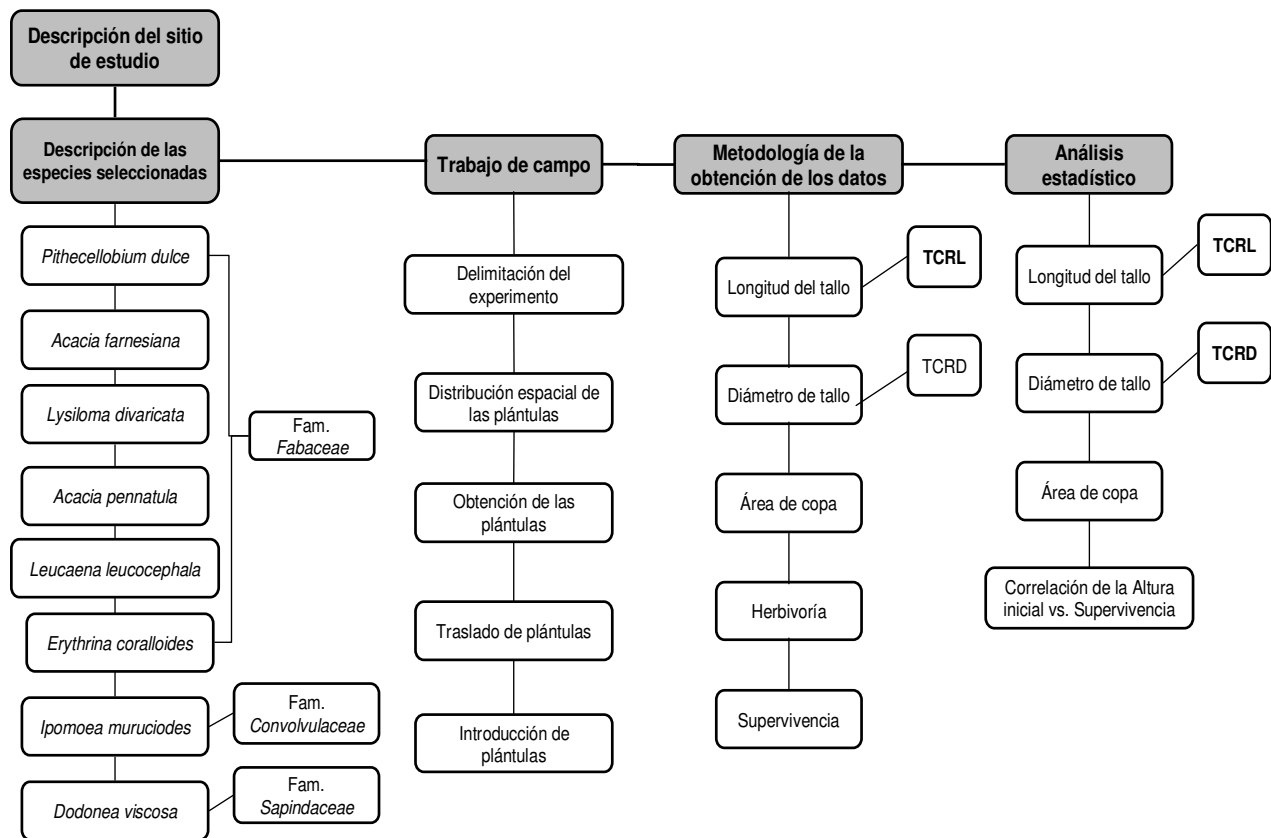 Descripción del sitio
de estudio
Descripción de las
especies seleccionadas
Pithecellobium dulce
Acacia farnesiana
Lysiloma divaricata
Acacia pennatula
Leucaena leucocephala
Erythrina coralloides
Ipomoea muruciodes
Dodonea viscosa
Fam.
Fabaceae
Fam.
Convolvulaceae
Fam.
Sapindaceae
Trabajo de campo
Delimitación del
experimento
Distribución espacial de
las plántulas
Obtención de las
plántulas
Traslado de plántulas
Introducción de
plántulas
Metodología de la
obtención de los datos
Longitud del tallo
TCRL
Diámetro de tallo
TCRD
Área de copa
Herbivoría
Supervivencia
Análisis
estadístico
Longitud del tallo
TCRL
Diámetro de tallo
TCRD
Área de copa
Correlación de la Altura
inicial vs. Supervivencia